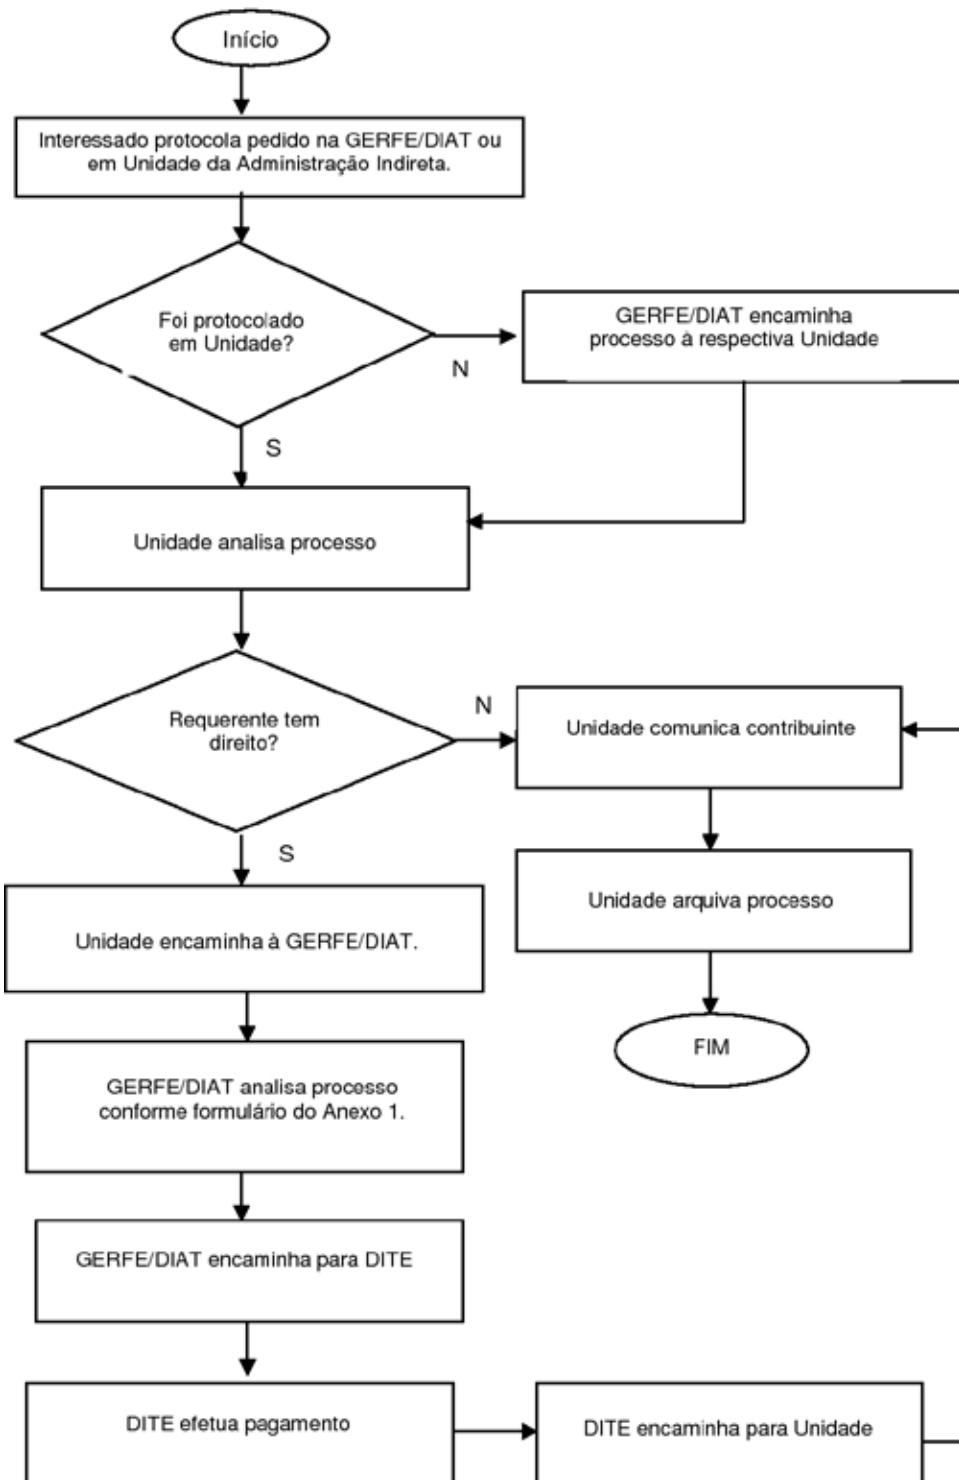 Início
Interessado protocola pedido na GERFE/DIAT ou
em Unidade da Administração Indireta.
Foi protocolado
em Unidade?
N
GERFE/DIAT encaminha
processo à respectiva Unidade
S
Unidade analisa processo
Requerente tem
direito?
N
Unidade comunica contribuinte
S
Unidade arquiva processo
Unidade encaminha à GERFE/DIAT.
FIM
GERFE/DIAT analisa processo
conforme formulário do Anexo 1.
GERFE/DIAT encaminha para DITE
DITE efetua pagamento
DITE encaminha para Unidade